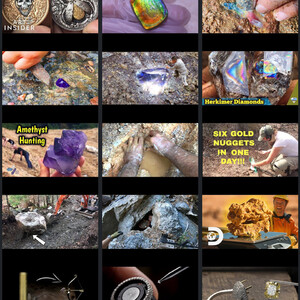 ART
INSIDER
Herkimer Diamonds
Amethyst
Hunting
SIX GOLD
NUGGETS
IN ONE
DAY!!!